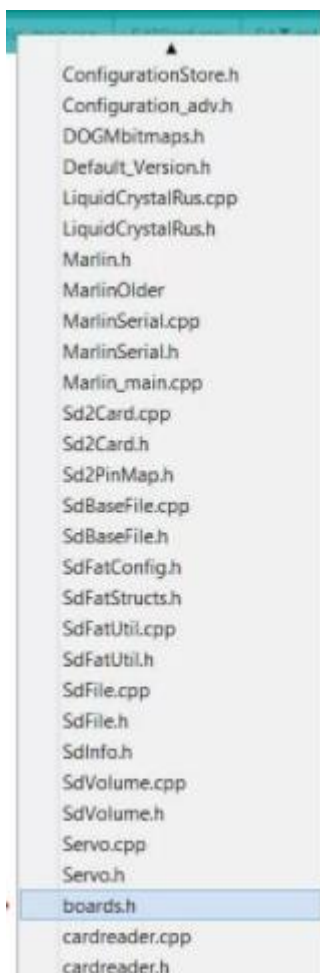 ConfigurationStore.h
Configuration_adv.h
DOGMbitmaps.h
Default_Version.h
LiquidCrystalRus.cpp
LiquidCrystalRus.h
Marlin.h
MarlinOlder
MarlinSerial.cpp
MarlinSerial.h
Marlin_main.cpp
Sd2Card.cpp
Sd2Card.h
Sd2PinMap.h
SdBaseFile.cpp
SdBaseFile.h
SdFatConfig.h
SdFatStructs.h
SdFatUtil.cpp
SdFatUtil.h
SdFile.cpp
SdFile.h
SdInfo.h
SdVolume.cpp
SdVolume.h
Servo.cpp
Servo.h
boards.h
cardreader.cpp
cardreader.h